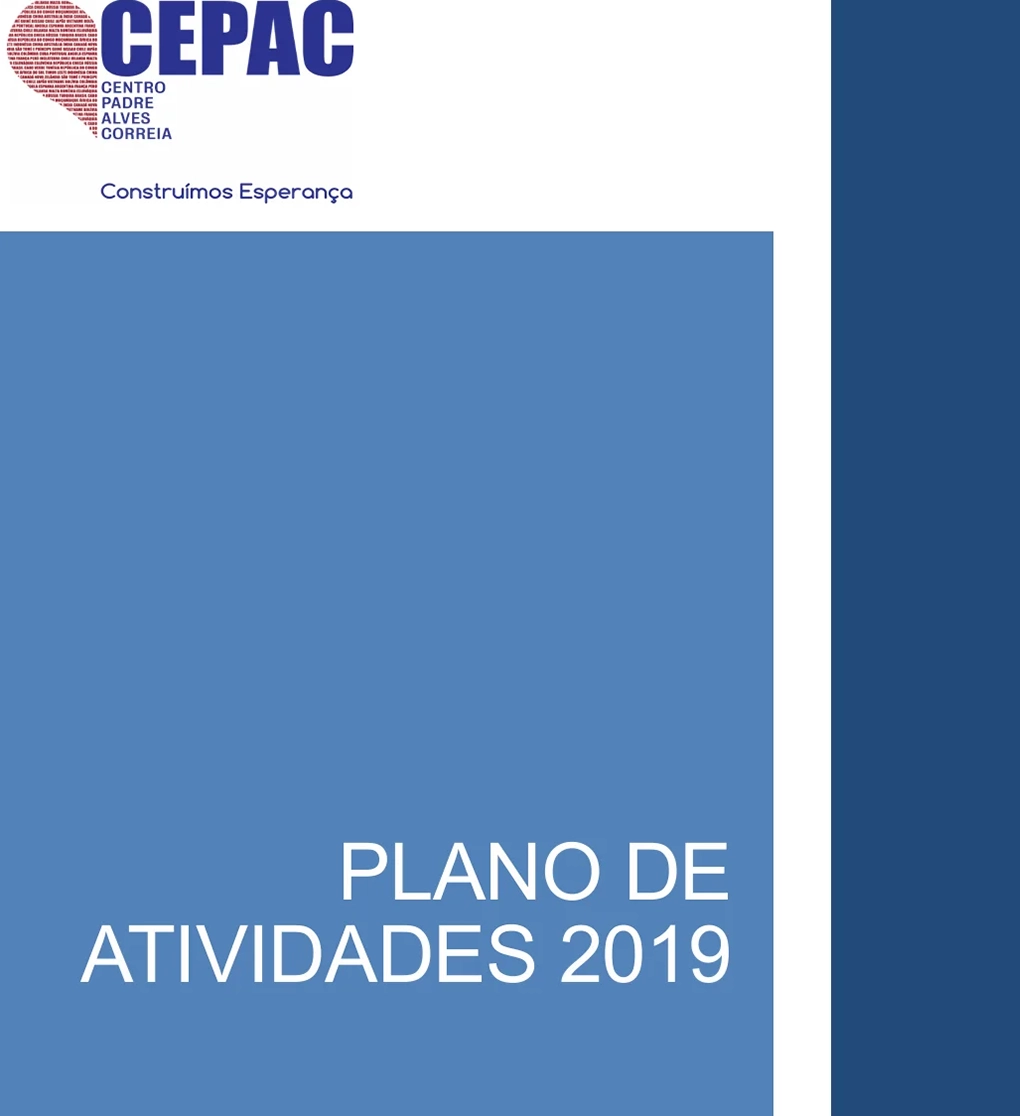 CEPAC
CENTRO
PADRE
ALVES
CORREIA
Construímos Esperança
PLANO DE
ATIVIDADES 2019